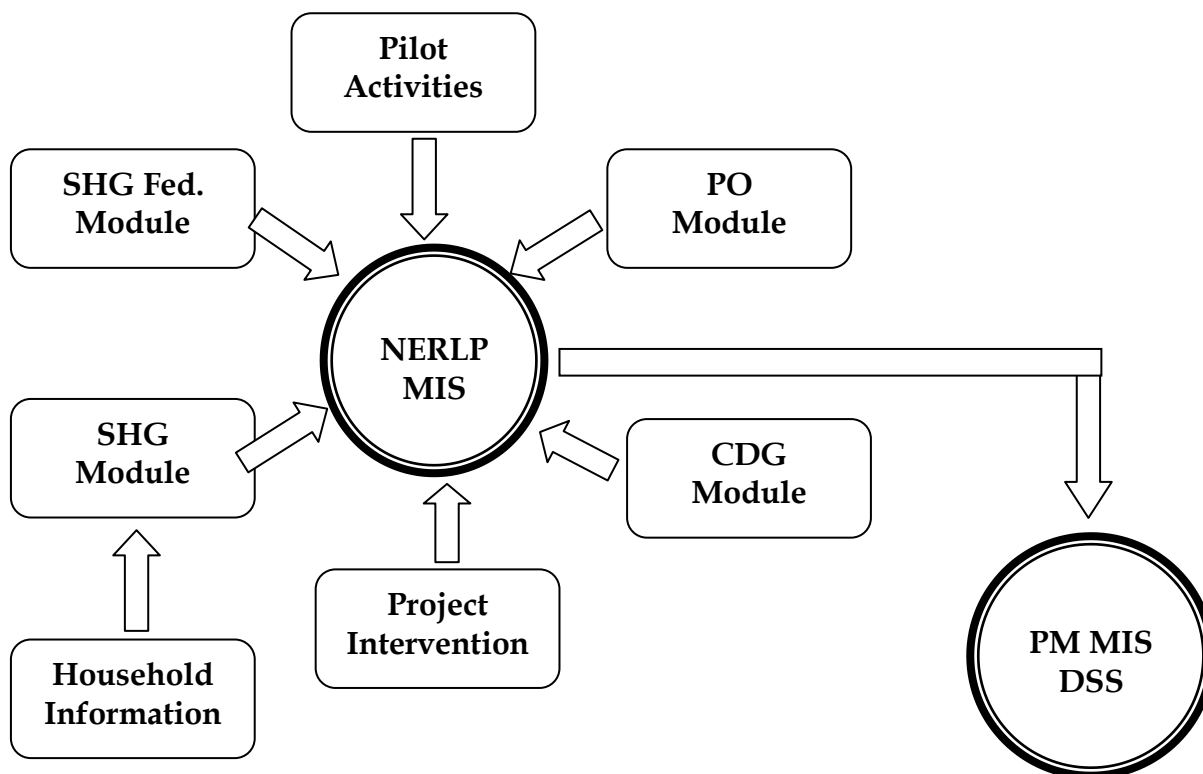 Pilot
Activities
SHG Fed.
Module
PO
Module
NERLP
MIS
SHG
Module
CDG
Module
Project
Intervention
Household
Information
PM MIS
DSS